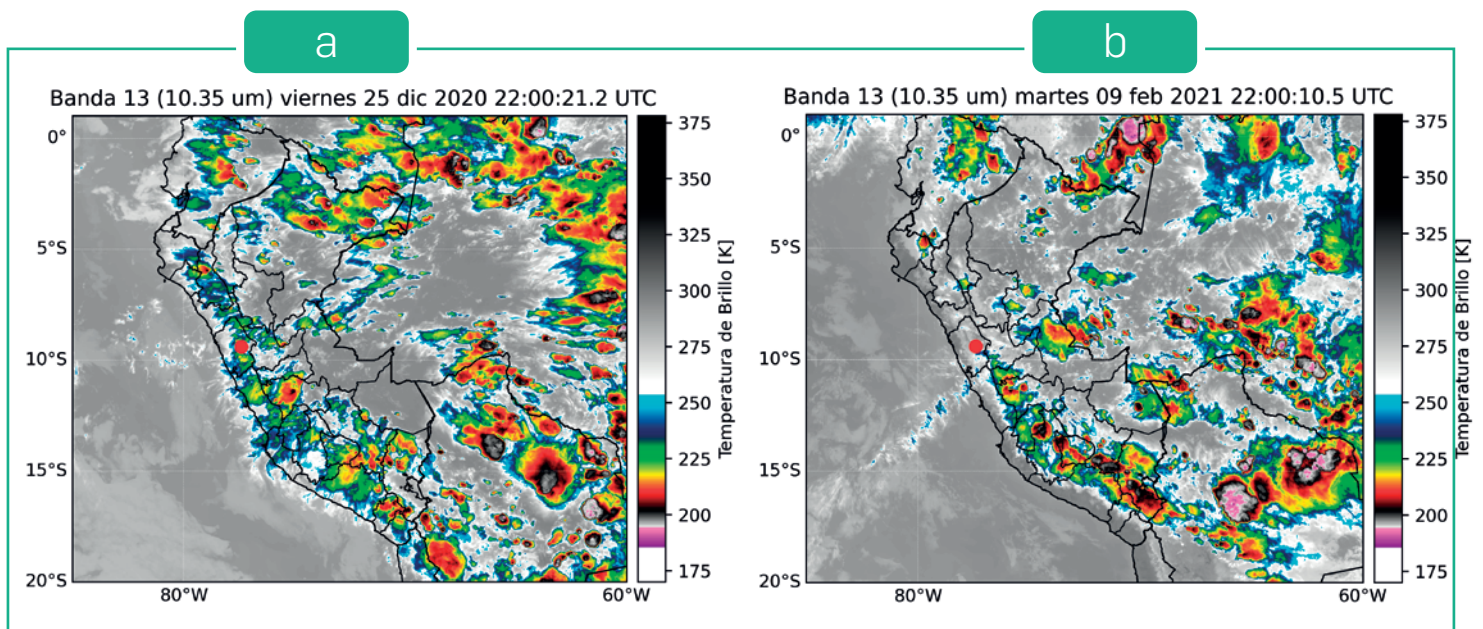 a
b
Banda 13 (10.35 um) viernes 25 dic 2020 22:00:21.2 UTC
0°
5°S
10°S
15°S
20°S
80°W
60°W
375
350
325
300
275
250
225
200
175
Temperatura de Brillo [K]
Banda 13 (10.35 um) martes 09 feb 2021 22:00:10.5 UTC
0°
5°S
10°S
15°S
20°S
80°W
60°W
375
350
325
300
275
250
225
200
175
Temperatura de Brillo [K]